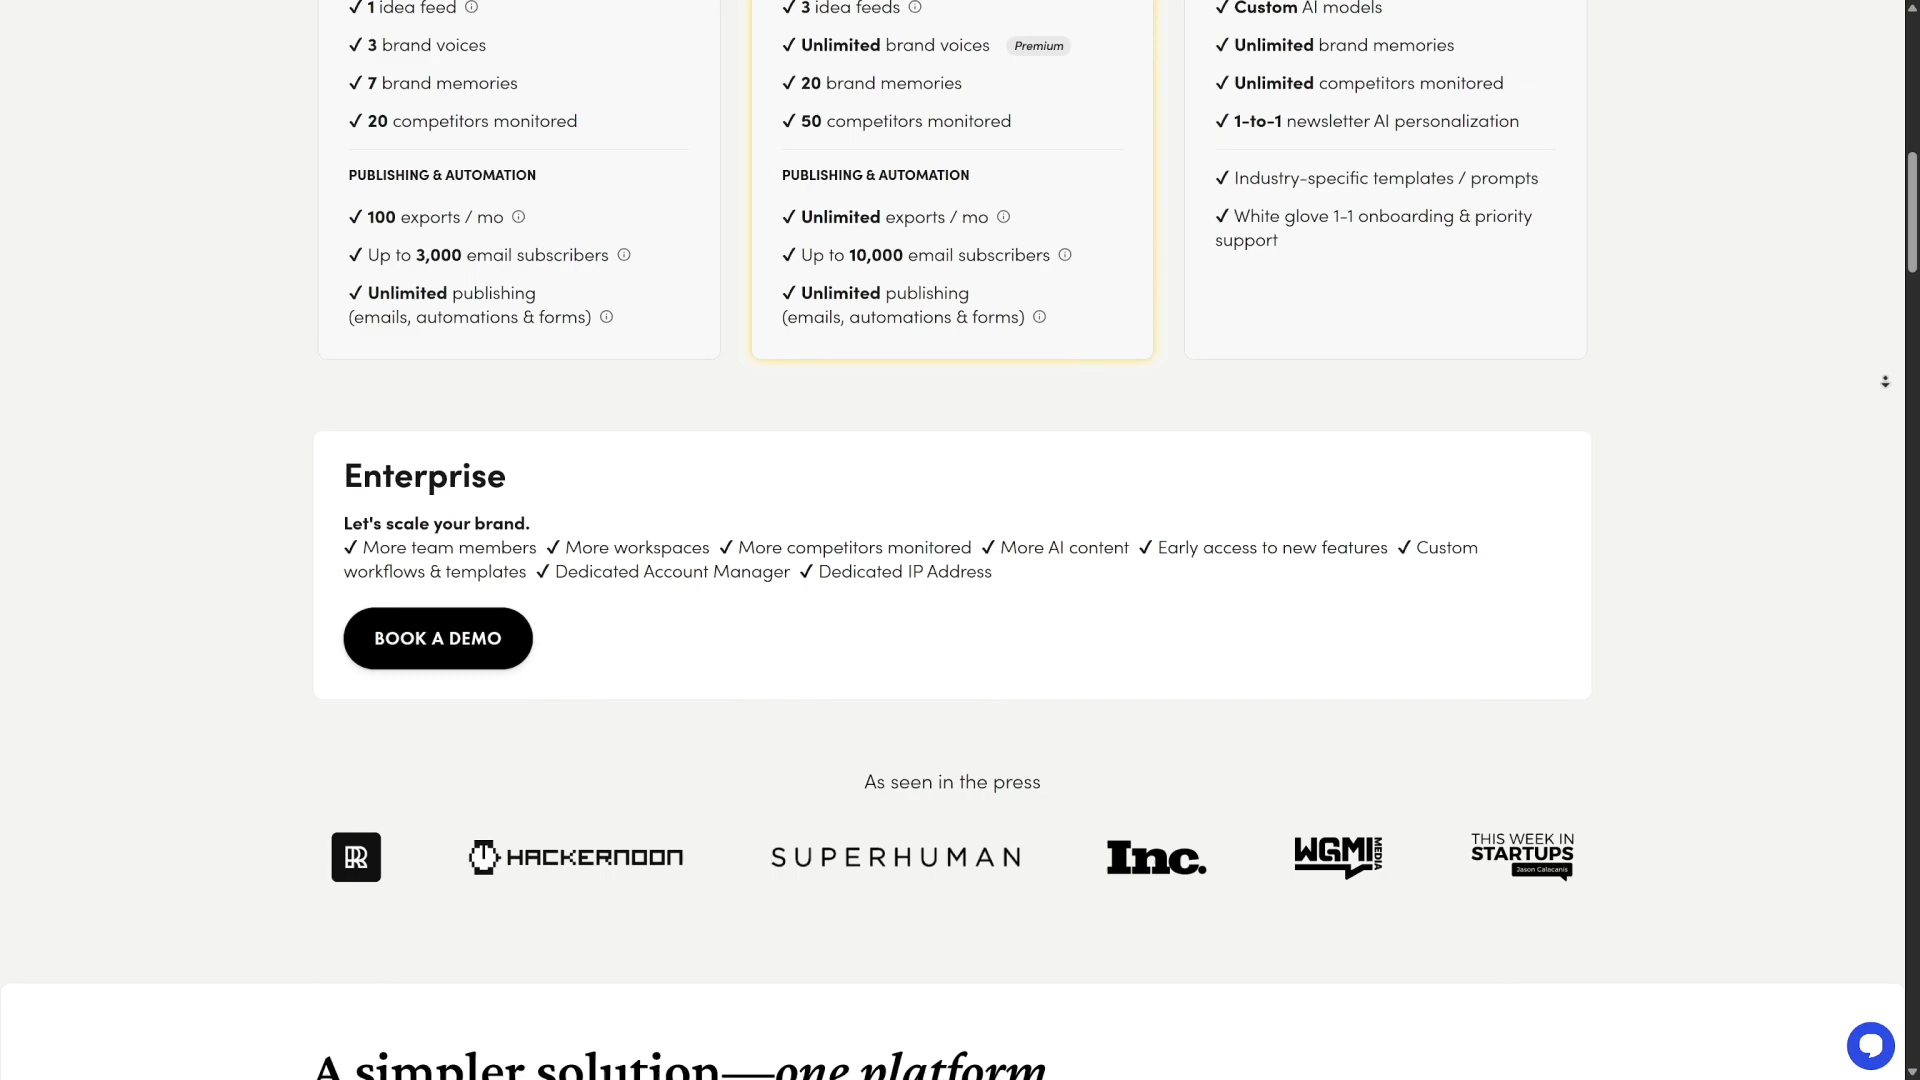 ✓ 1 idea feed
✓ 3 brand voices
✓ 7 brand memories
✓ 20 competitors monitored
PUBLISHING & AUTOMATION
✓ 100 exports / mo
✓ Up to 3,000 email subscribers
✓ Unlimited publishing
(emails, automations & forms)
✓ 3 idea feeds
✓ Unlimited brand voices Premium
✓ 20 brand memories
✓ 50 competitors monitored
PUBLISHING & AUTOMATION
✓ Unlimited exports / mo
✓ Up to 10,000 email subscribers
✓ Unlimited publishing
(emails, automations & forms)
✓ Custom AI models
✓ Unlimited brand memories
✓ Unlimited competitors monitored
✓ 1-to-1 newsletter AI personalization
✓ Industry-specific templates / prompts
✓ White glove 1-1 onboarding & priority
support
Enterprise
Let's scale your brand.
✓ More team members ✓ More workspaces ✓ More competitors monitored ✓ More AI content ✓ Early access to new features ✓ Custom
workflows & templates ✓ Dedicated Account Manager ✓ Dedicated IP Address
BOOK A DEMO
As seen in the press
HACKERNOON
SUPERHUMAN
Inc.
WGMI MEDIA
THIS WEEK IN
STARTUPS
Jason Calacanis
A simpler solution—one platform